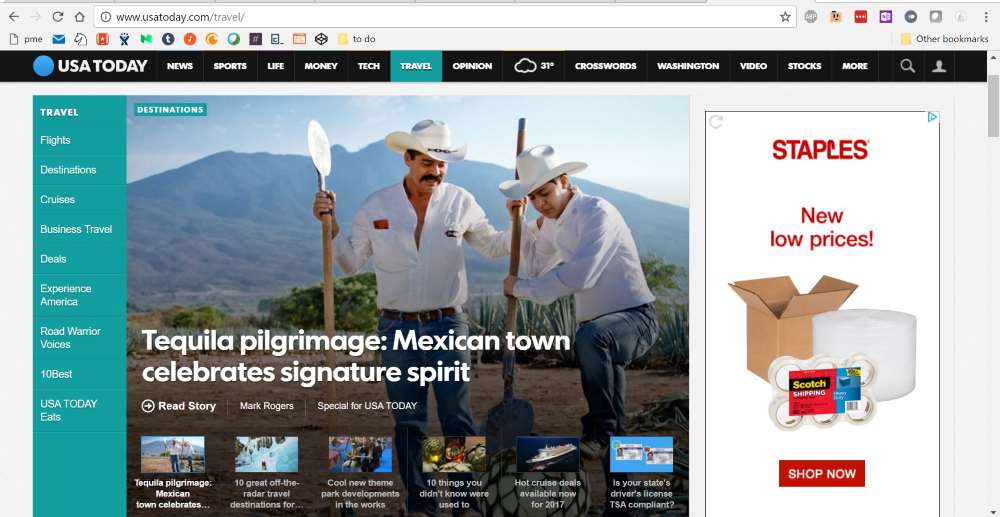 www.usatoday.com/travel/
ABP
pme
to do
Other bookmarks
USA TODAY
NEWS
SPORTS
LIFE
MONEY
TECH
TRAVEL
OPINION
31°
CROSSWORDS
WASHINGTON
VIDEO
STOCKS
MORE
TRAVEL
Flights
Destinations
Cruises
Business Travel
Deals
Experience
America
Road Warrior
Voices
10Best
USA TODAY
Eats
DESTINATIONS
Tequila pilgrimage: Mexican town
celebrates signature spirit
Read Story
Mark Rogers
Special for USA TODAY
Tequila pilgrimage:
Mexican
town celebrates...
10 great off-the-
radar travel
destinations for...
Cool new theme
park developments
in the works
10 things you
didn't know were
used to
Hot cruise deals
available now
for 2017
Is your state's
driver's license
TSA compliant?
STAPLES
New
low prices!
Scotch
SHIPPING
Heavy
Duty
SHOP NOW